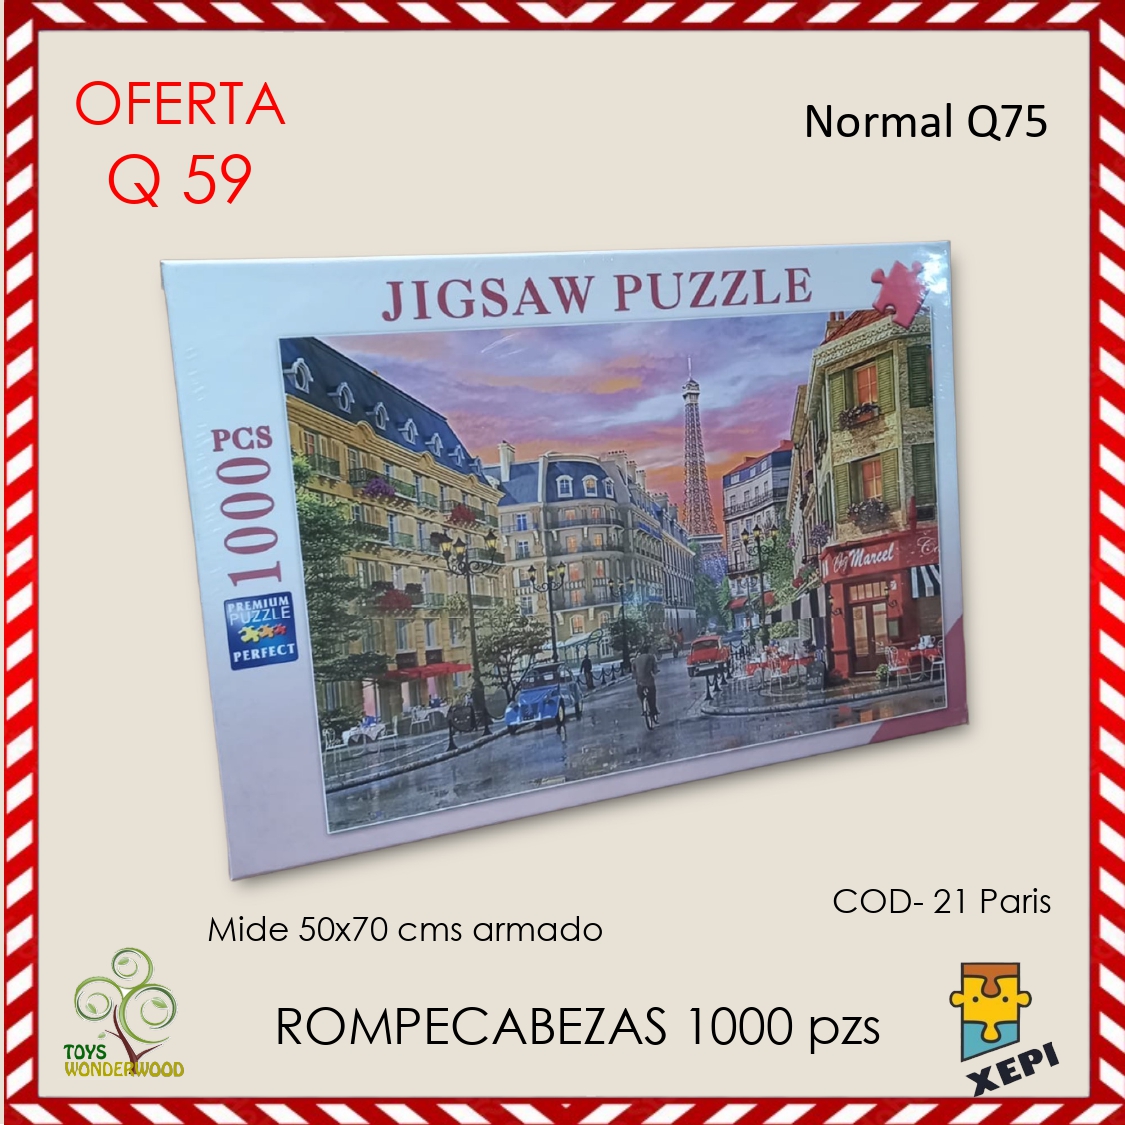 OFERTA
Q 59
Normal Q75
JIGSAW PUZZLE
1000 PCS
PREMIUM
PUZZLE
PERFECT
Marcel
COD- 21 Paris
Mide 50x70 cms armado
ROMPECABEZAS 1000 pzs
TOYS
WONDERWOOD
XEPI